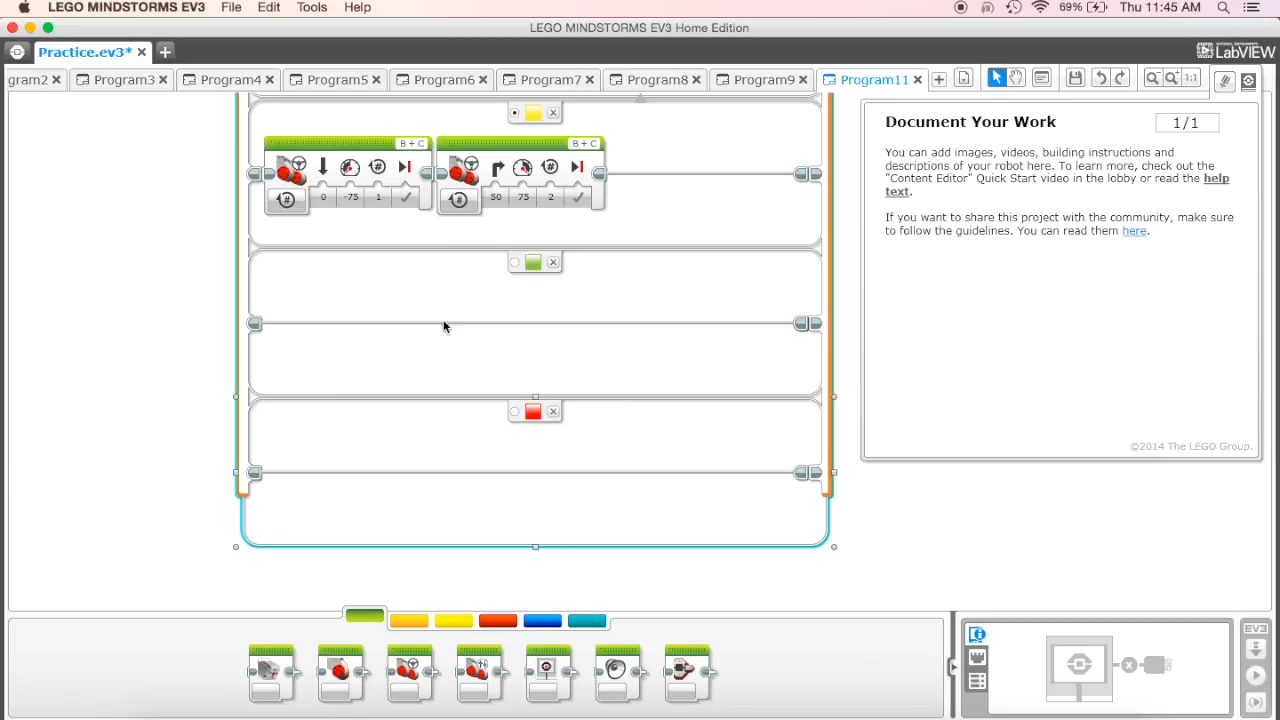 LEGO MINDSTORMS EV3 File Edit Tools Help 69% Thu 11:45 AM
LEGO MINDSTORMS EV3 Home Edition
Practice.ev3* LabVIEW
gram2 Program3 Program4 Program5 Program6 Program7 Program8 Program9 Program11 1:1
Document Your Work 1/1
You can add images, videos, building instructions and
descriptions of your robot here. To learn more, check out the
"Content Editor" Quick Start video in the lobby or read the help
text.
If you want to share this project with the community, make sure
to follow the guidelines. You can read them here.
©2014 The LEGO Group.
B + C B + C
0 -75 1 50 75 2
EV3